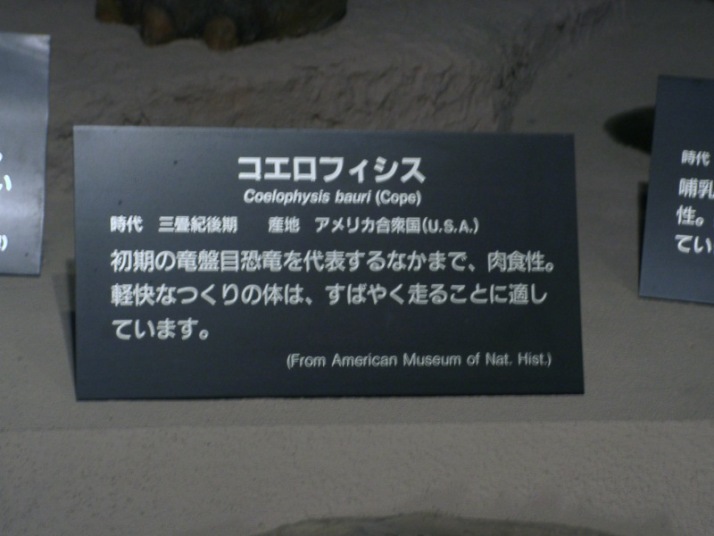 コエロフィシス
Coelophysis bauri (Cope)
時代 三畳紀後期 産地 アメリカ合衆国(U.S.A.)
初期の竜盤目恐竜を代表するなかまで、肉食性。
軽快なつくりの体は、すばやく走ることに適し
ています。
(From American Museum of Nat. Hist.)
い
時代
哺乳
性。
てい